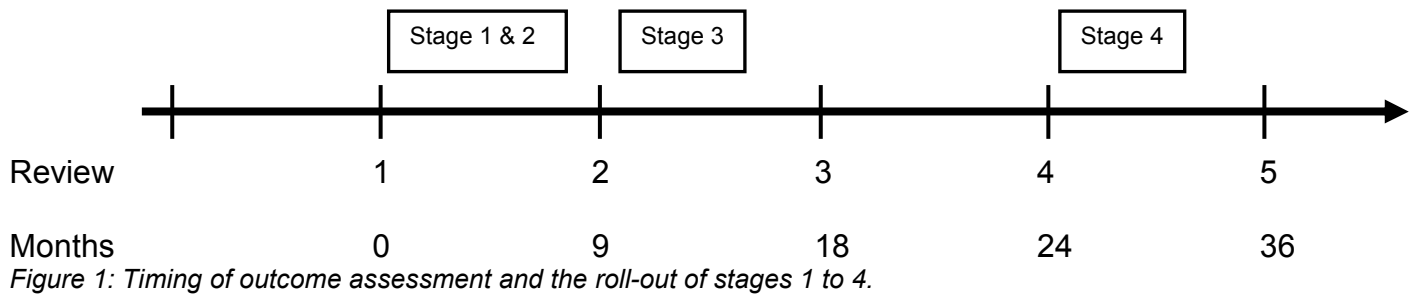 Stage 1 & 2 Stage 3 Stage 4
Review 1 2 3 4 5
Months 0 9 18 24 36
Figure 1: Timing of outcome assessment and the roll-out of stages 1 to 4.